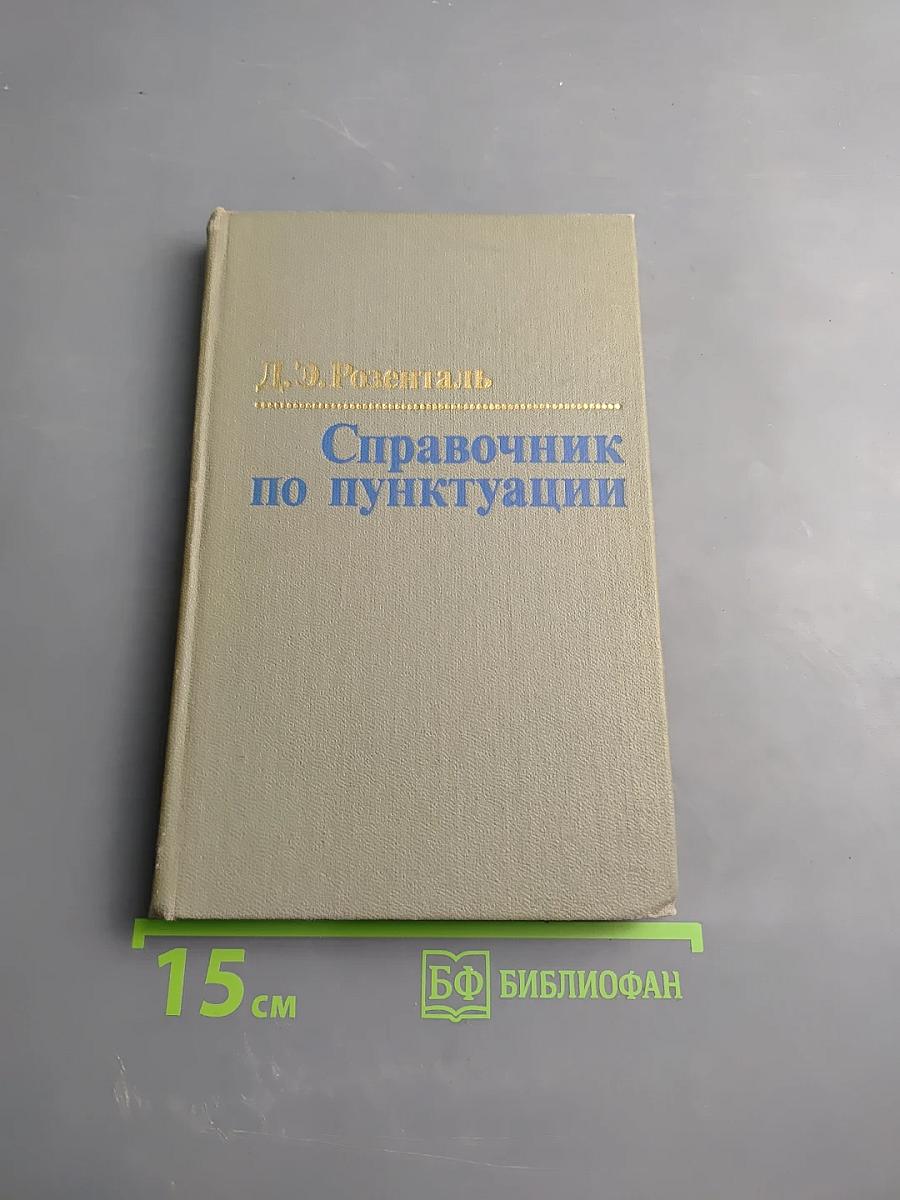 Д. Э. Розенталь
Справочник
по пунктуации
15 см
БФ БИБЛИОФАН